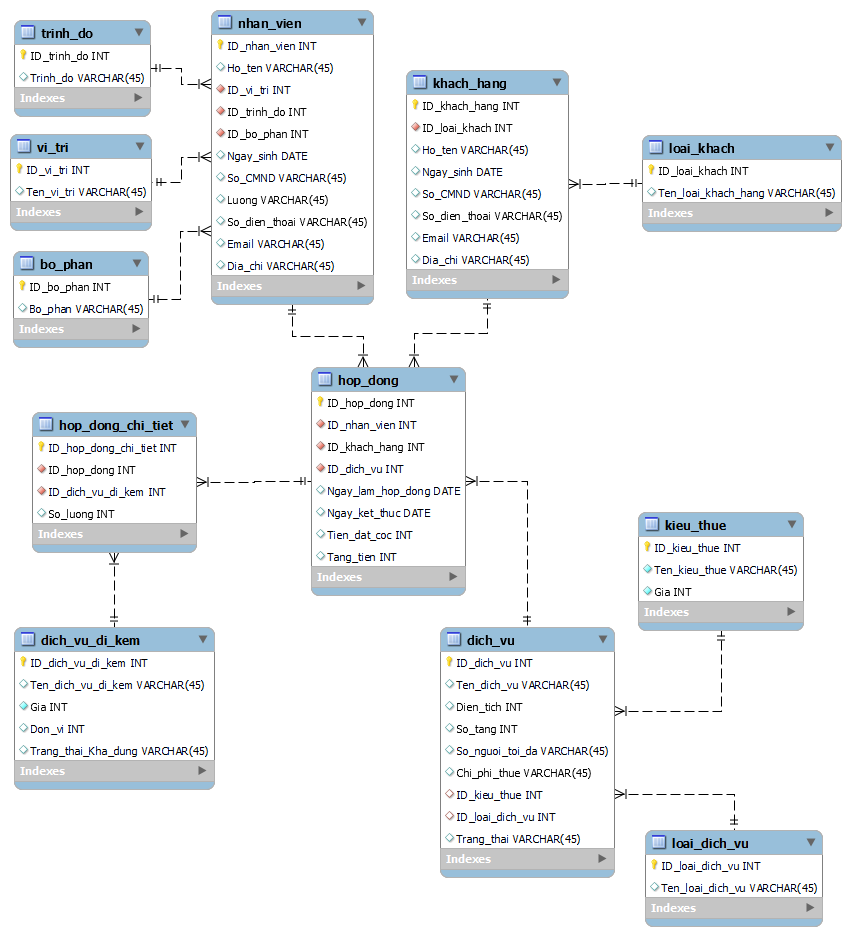 trinh_do
ID_trinh_do INT
Trinh_do VARCHAR(45)
Indexes
vi_tri
ID_vi_tri INT
Ten_vi_tri VARCHAR(45)
Indexes
bo_phan
ID_bo_phan INT
Bo_phan VARCHAR(45)
Indexes
nhan_vien
ID_nhan_vien INT
Ho_ten VARCHAR(45)
ID_vi_tri INT
ID_trinh_do INT
ID_bo_phan INT
Ngay_sinh DATE
So_CMND VARCHAR(45)
Luong VARCHAR(45)
So_dien_thoai VARCHAR(45)
Email VARCHAR(45)
Dia_chi VARCHAR(45)
Indexes
khach_hang
ID_khach_hang INT
ID_loai_khach INT
Ho_ten VARCHAR(45)
Ngay_sinh DATE
So_CMND VARCHAR(45)
So_dien_thoai VARCHAR(45)
Email VARCHAR(45)
Dia_chi VARCHAR(45)
Indexes
loai_khach
ID_loai_khach INT
Ten_loai_khach_hang VARCHAR(45)
Indexes
hop_dong
ID_hop_dong INT
ID_nhan_vien INT
ID_khach_hang INT
ID_dich_vu INT
Ngay_lam_hop_dong DATE
Ngay_ket_thuc DATE
Tien_dat_coc INT
Tang_tien INT
Indexes
hop_dong_chi_tiet
ID_hop_dong_chi_tiet INT
ID_hop_dong INT
ID_dich_vu_di_kem INT
So_luong INT
Indexes
dich_vu_di_kem
ID_dich_vu_di_kem INT
Ten_dich_vu_di_kem VARCHAR(45)
Gia INT
Don_vi INT
Trang_thai_Kha_dung VARCHAR(45)
Indexes
kieu_thue
ID_kieu_thue INT
Ten_kieu_thue VARCHAR(45)
Gia INT
Indexes
dich_vu
ID_dich_vu INT
Ten_dich_vu VARCHAR(45)
Dien_tich INT
So_tang INT
So_nguoi_toi_da VARCHAR(45)
Chi_phi_thue VARCHAR(45)
ID_kieu_thue INT
ID_loai_dich_vu INT
Trang_thai VARCHAR(45)
Indexes
loai_dich_vu
ID_loai_dich_vu INT
Ten_loai_dich_vu VARCHAR(45)
Indexes